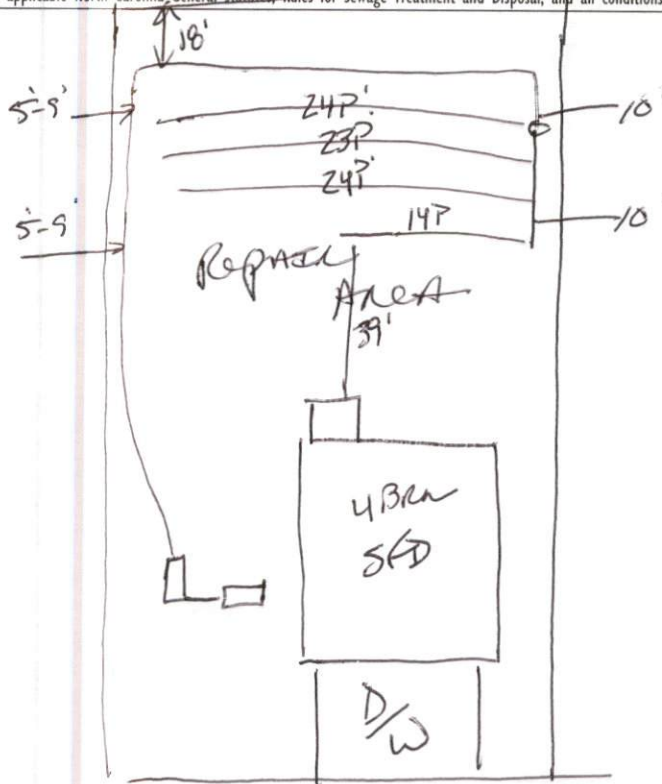 applicable North Carolina General Statutes, Rules for Sewage Treatment and Disposal, and all conditions
18'
5'-9'
24P'
10
23P
24P'
5'-9'
14P
10
Repair
Area
39'
4BRM
SFD
D/W